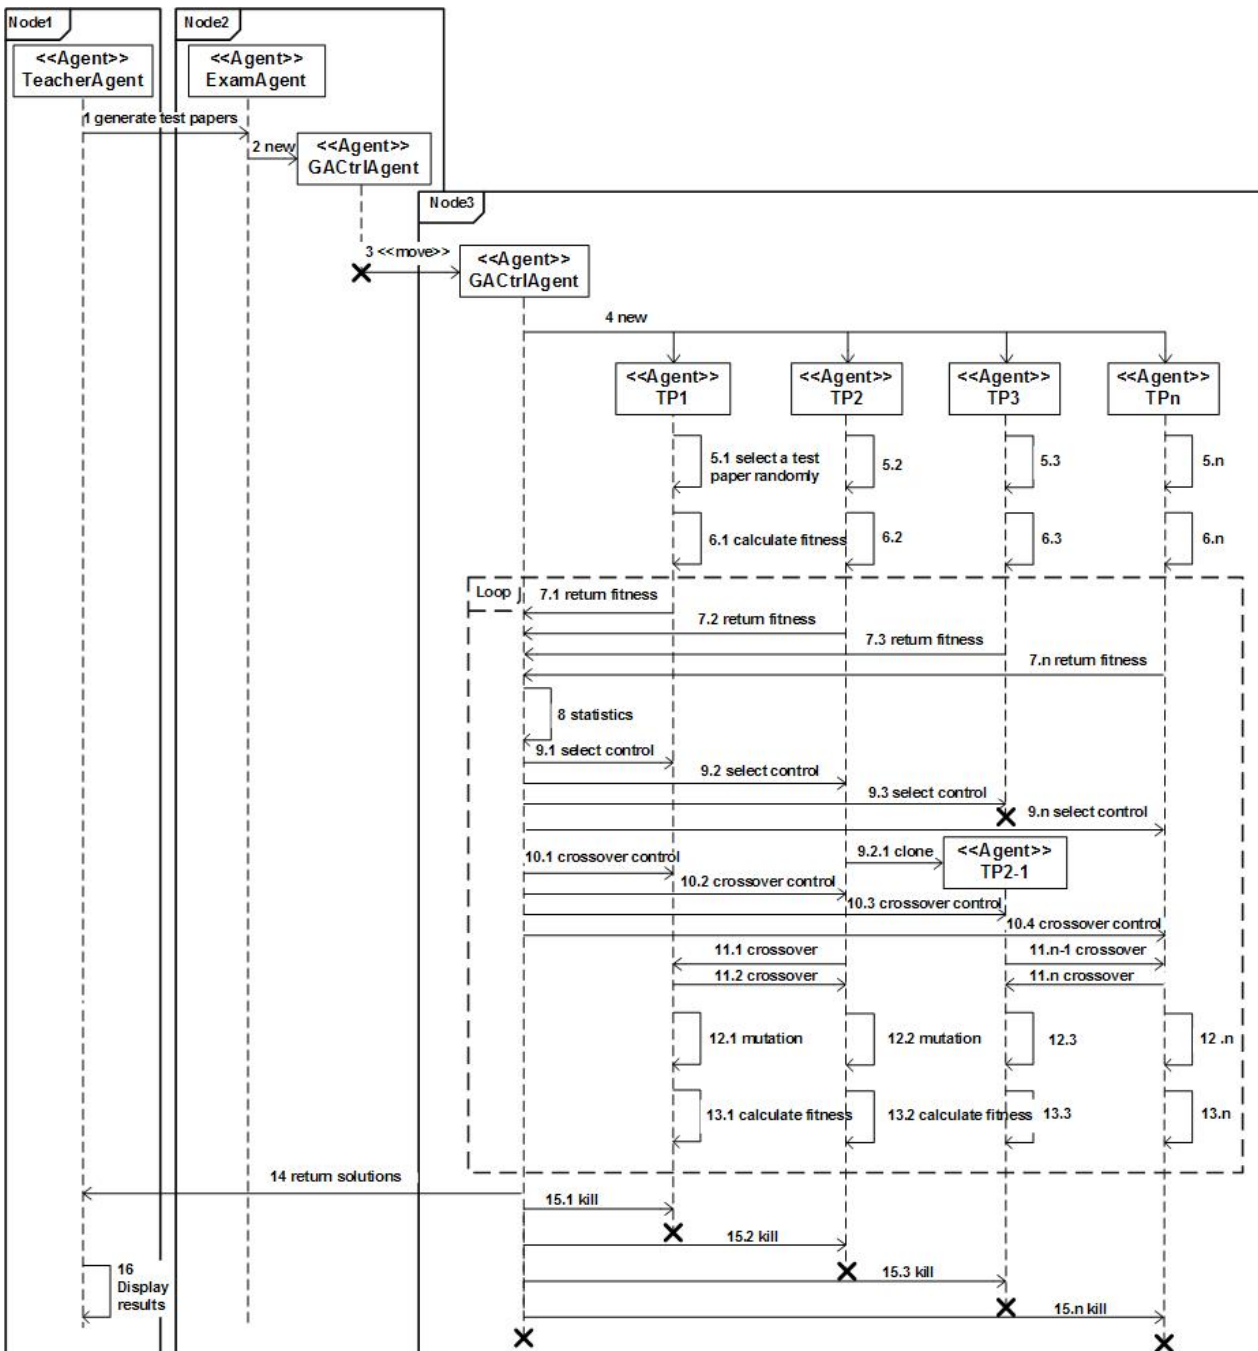 Node1
Node2
<<Agent>>
TeacherAgent
<<Agent>>
ExamAgent
1 generate test papers
2 new
<<Agent>>
GACtrlAgent
Node3
3 <<move>>
<<Agent>>
GACtrlAgent
4 new
<<Agent>>
TP1
<<Agent>>
TP2
<<Agent>>
TP3
<<Agent>>
TPn
5.1 select a test
paper randomly
5.2
5.3
5.n
6.1 calculate fitness
6.2
6.3
6.n
Loop
7.1 return fitness
7.2 return fitness
7.3 return fitness
7.n return fitness
8 statistics
9.1 select control
9.2 select control
9.3 select control
9.n select control
9.2.1 clone
<<Agent>>
TP2-1
10.1 crossover control
10.2 crossover control
10.3 crossover control
10.4 crossover control
11.1 crossover
11.n-1 crossover
11.2 crossover
11.n crossover
12.1 mutation
12.2 mutation
12.3
12 .n
13.1 calculate fitness
13.2 calculate fitness
13.3
13.n
14 return solutions
15.1 kill
15.2 kill
15.3 kill
15.n kill
16
Display
results